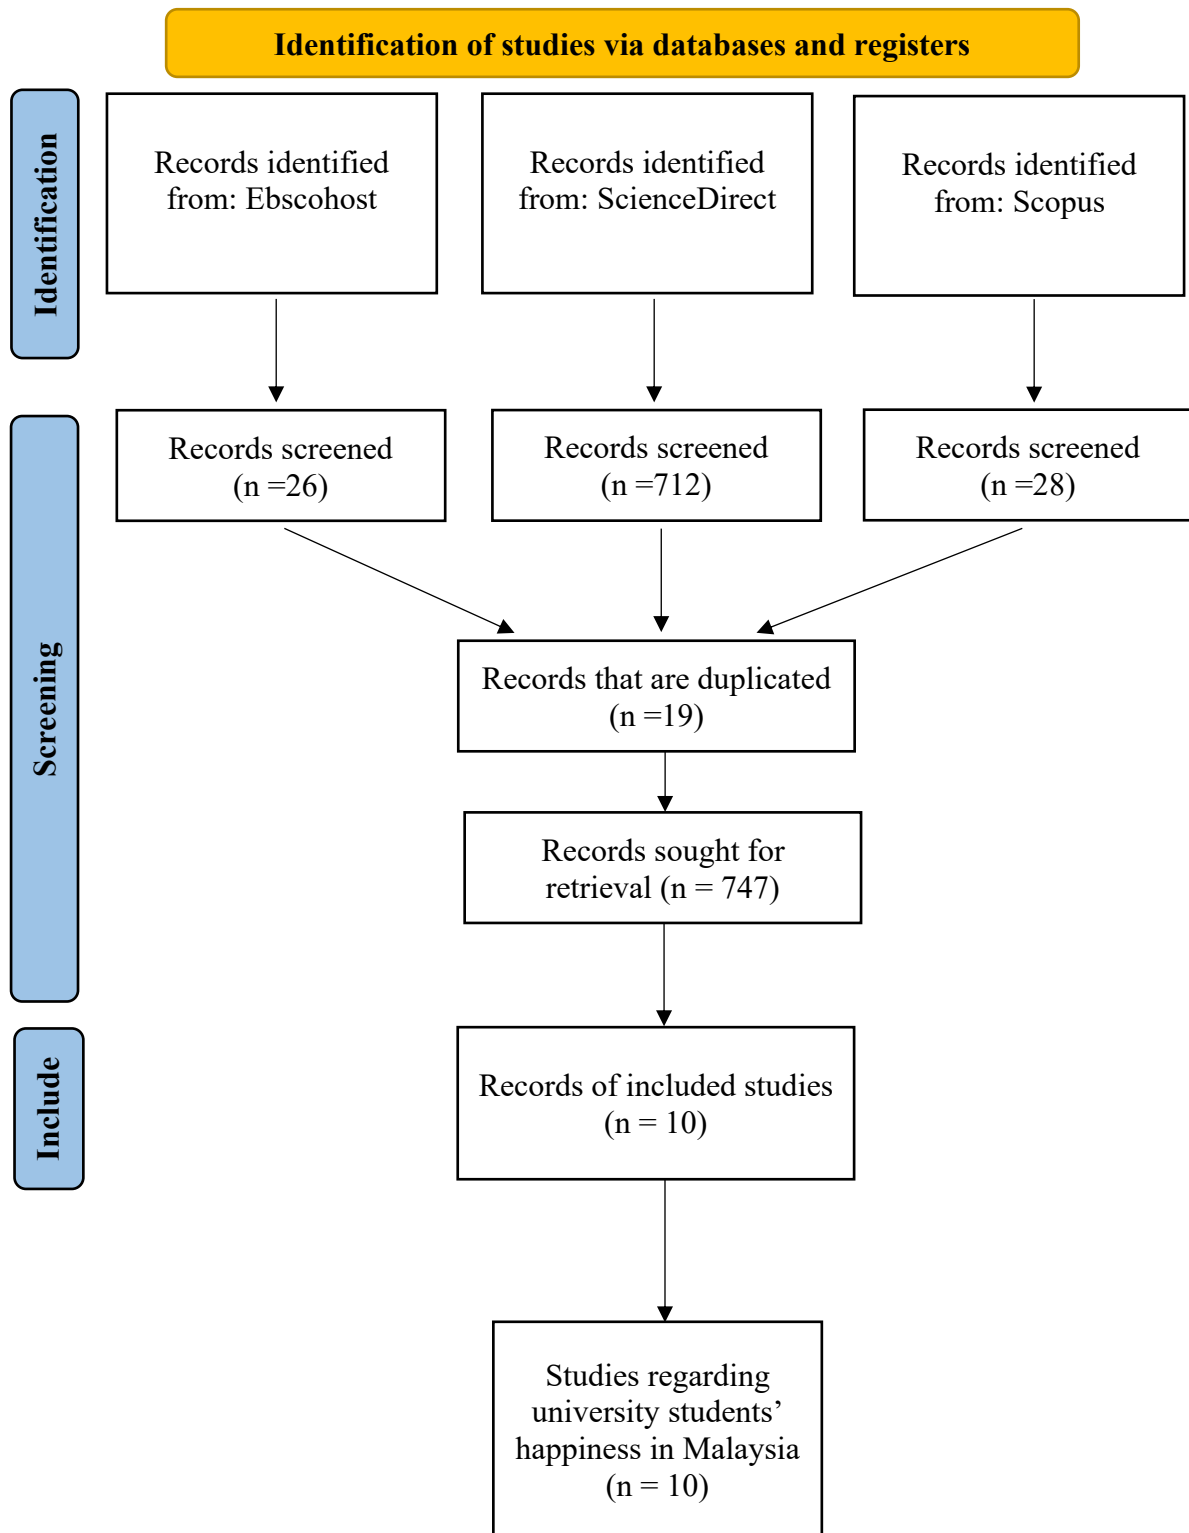 Identification of studies via databases and registers
Identification
Records identified
from: Ebscohost
Records identified
from: ScienceDirect
Records identified
from: Scopus
Screening
Records screened
(n =26)
Records screened
(n =712)
Records screened
(n =28)
Records that are duplicated
(n =19)
Records sought for
retrieval (n = 747)
Include
Records of included studies
(n = 10)
Studies regarding
university students’
happiness in Malaysia
(n = 10)